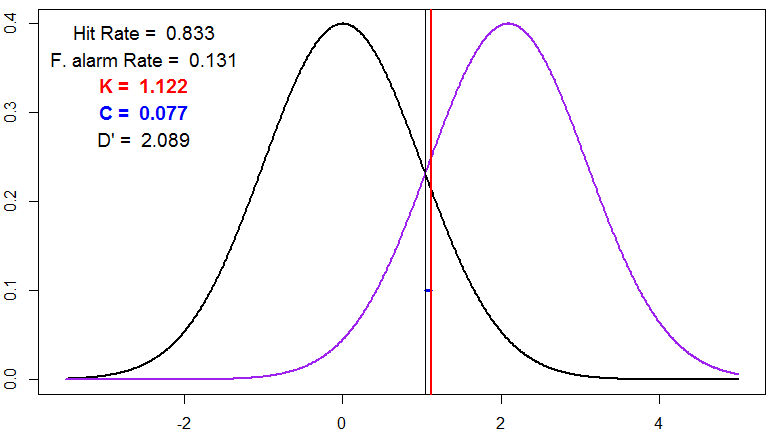 Hit Rate = 0.833
F. alarm Rate = 0.131
K = 1.122
C = 0.077
D' = 2.089
0.4
0.3
0.2
0.1
0.0
-2 0 2 4